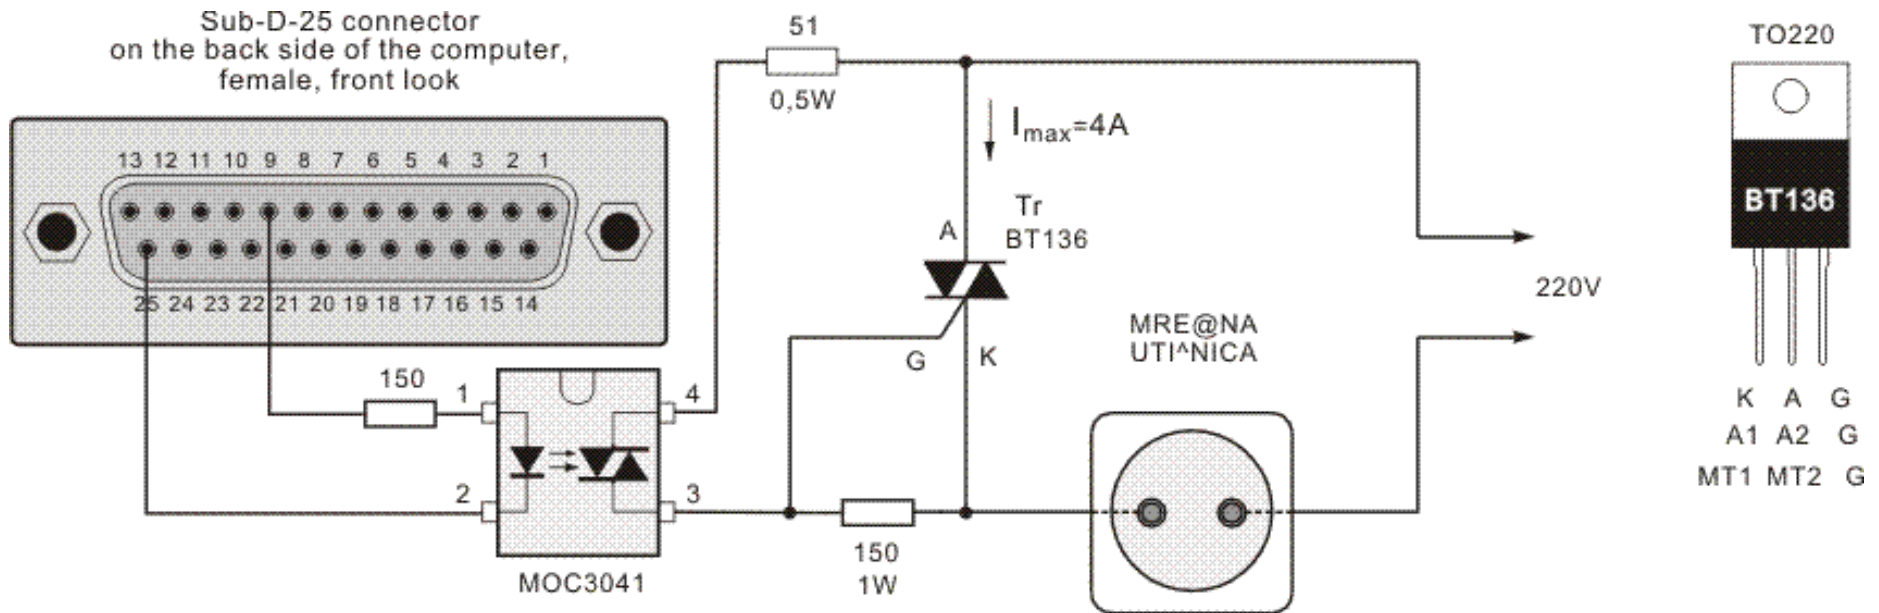 Sub-D-25 connector
on the back side of the computer,
female, front look
13 12 11 10 9 8 7 6 5 4 3 2 1
25 24 23 22 21 20 19 18 17 16 15 14
150
1
2
4
3
MOC3041
51
0,5W
Imax=4A
Tr
BT136
A
G
K
150
1W
MRE@NA
UTI^NICA
220V
TO220
BT136
K A G
A1 A2 G
MT1 MT2 G